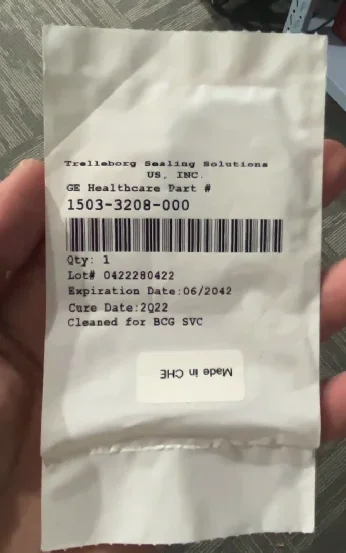 Trelleborg Sealing Solutions
US, INC.
GE Healthcare Part #
1503-3208-000
Qty: 1
Lot# 0422280422
Expiration Date:06/2042
Cure Date:2Q22
Cleaned for BCG SVC
Made in CHE